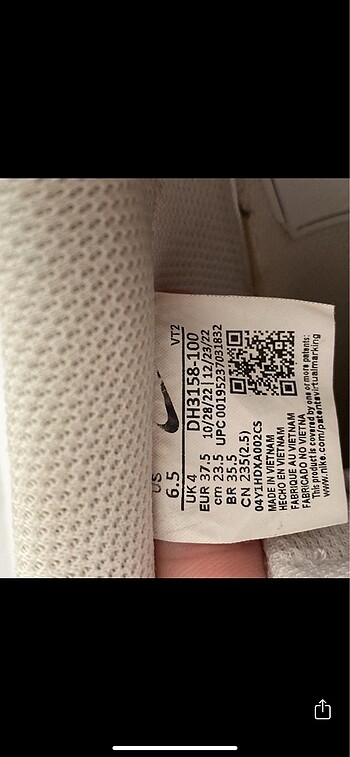 US
6.5
VT2
UK 4
DH3158-100
EUR 37.5
10/28/22 | 12/23/22
cm 23.5
UPC 00195237031832
BR 35.5
CN 235(2.5)
04Y1HDXA002CS
MADE IN VIETNAM
HECHO EN VIETNAM
FABRIQUE AU VIETNAM
FABRICADO NO VIETNA
This product is covered by one or more patents:
www.nike.com/patentsvirtualmarking